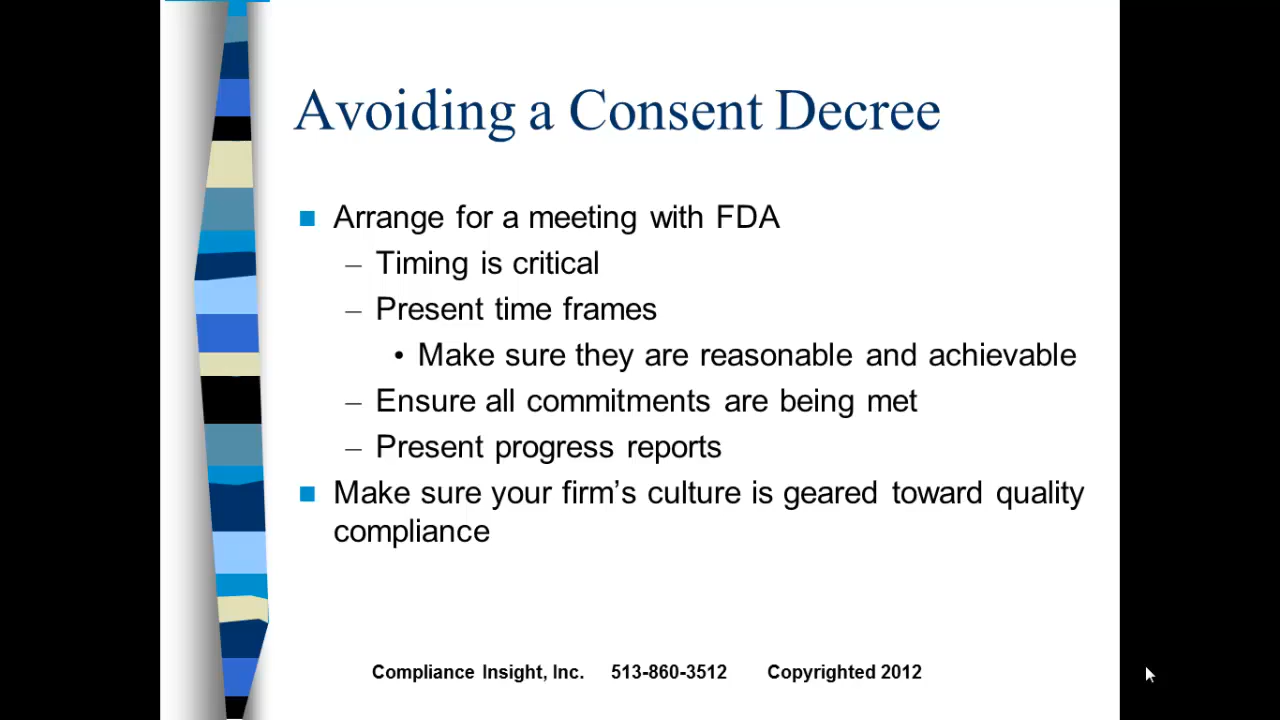 Avoiding a Consent Decree
■ Arrange for a meeting with FDA
– Timing is critical
– Present time frames
• Make sure they are reasonable and achievable
– Ensure all commitments are being met
– Present progress reports
■ Make sure your firm’s culture is geared toward quality
compliance
Compliance Insight, Inc. 513-860-3512 Copyrighted 2012